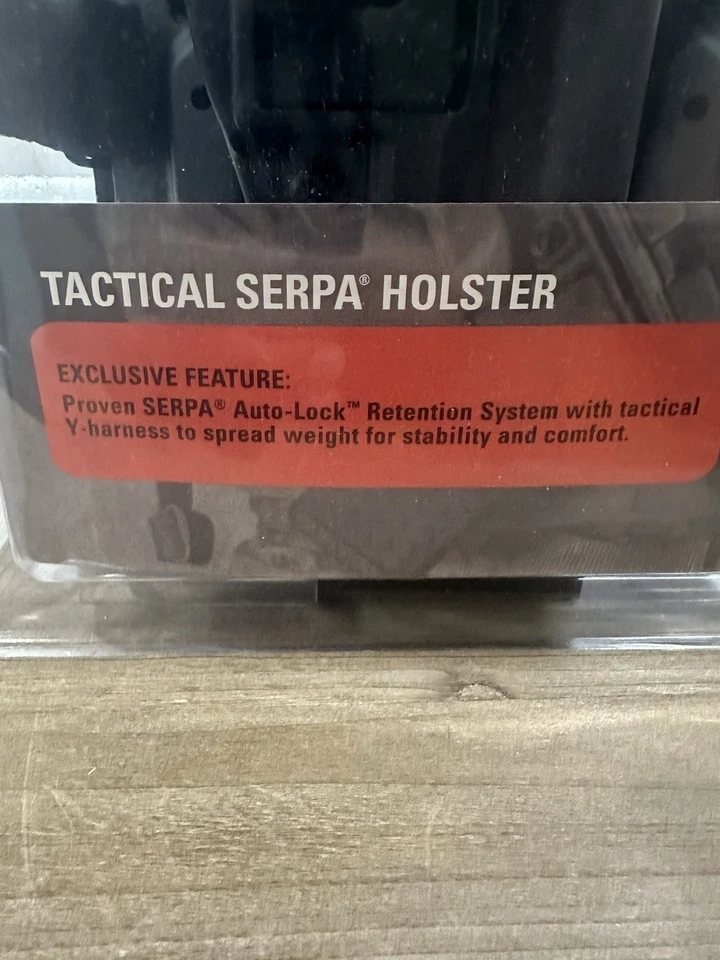 TACTICAL SERPA® HOLSTER
EXCLUSIVE FEATURE:
Proven SERPA® Auto-Lock™ Retention System with tactical
Y-harness to spread weight for stability and comfort.